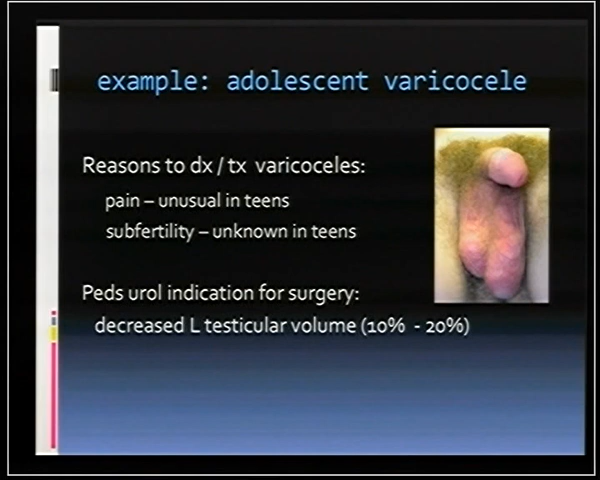 example: adolescent varicocele
Reasons to dx / tx varicoceles:
pain – unusual in teens
subfertility – unknown in teens
Peds urol indication for surgery:
decreased L testicular volume (10% - 20%)